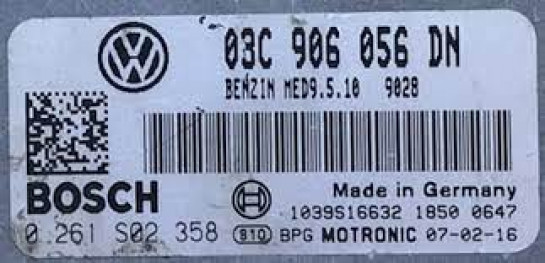 03C 906 056 DN
BENZIN MED9.5.10 9028
BOSCH
Made in Germany
1039S16632 1850 0647
0 261 S02 358 B10 BPG MOTRONIC 07-02-16